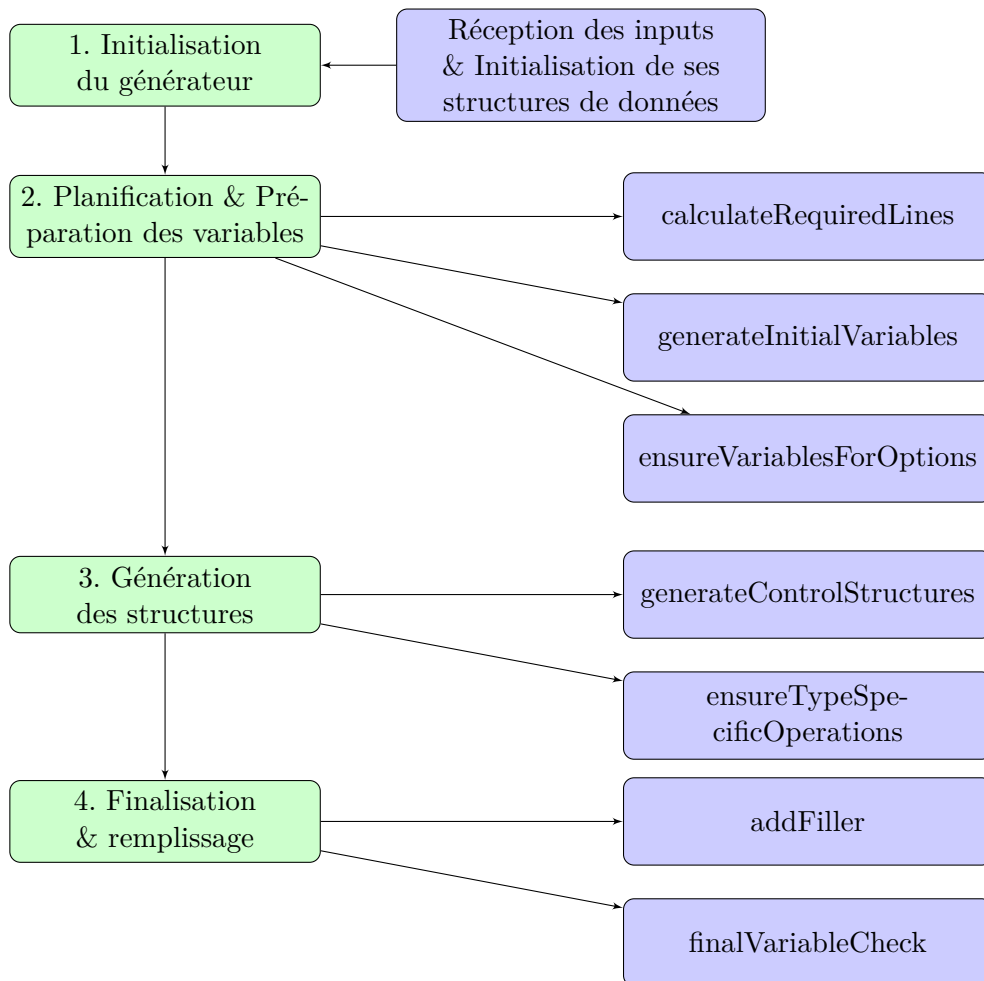 1. Initialisation
du générateur
Réception des inputs
& Initialisation de ses
structures de données
2. Planification & Pré-
paration des variables
calculateRequiredLines
generateInitialVariables
ensureVariablesForOptions
3. Génération
des structures
generateControlStructures
ensureTypeSpe-
cificOperations
4. Finalisation
& remplissage
addFiller
finalVariableCheck